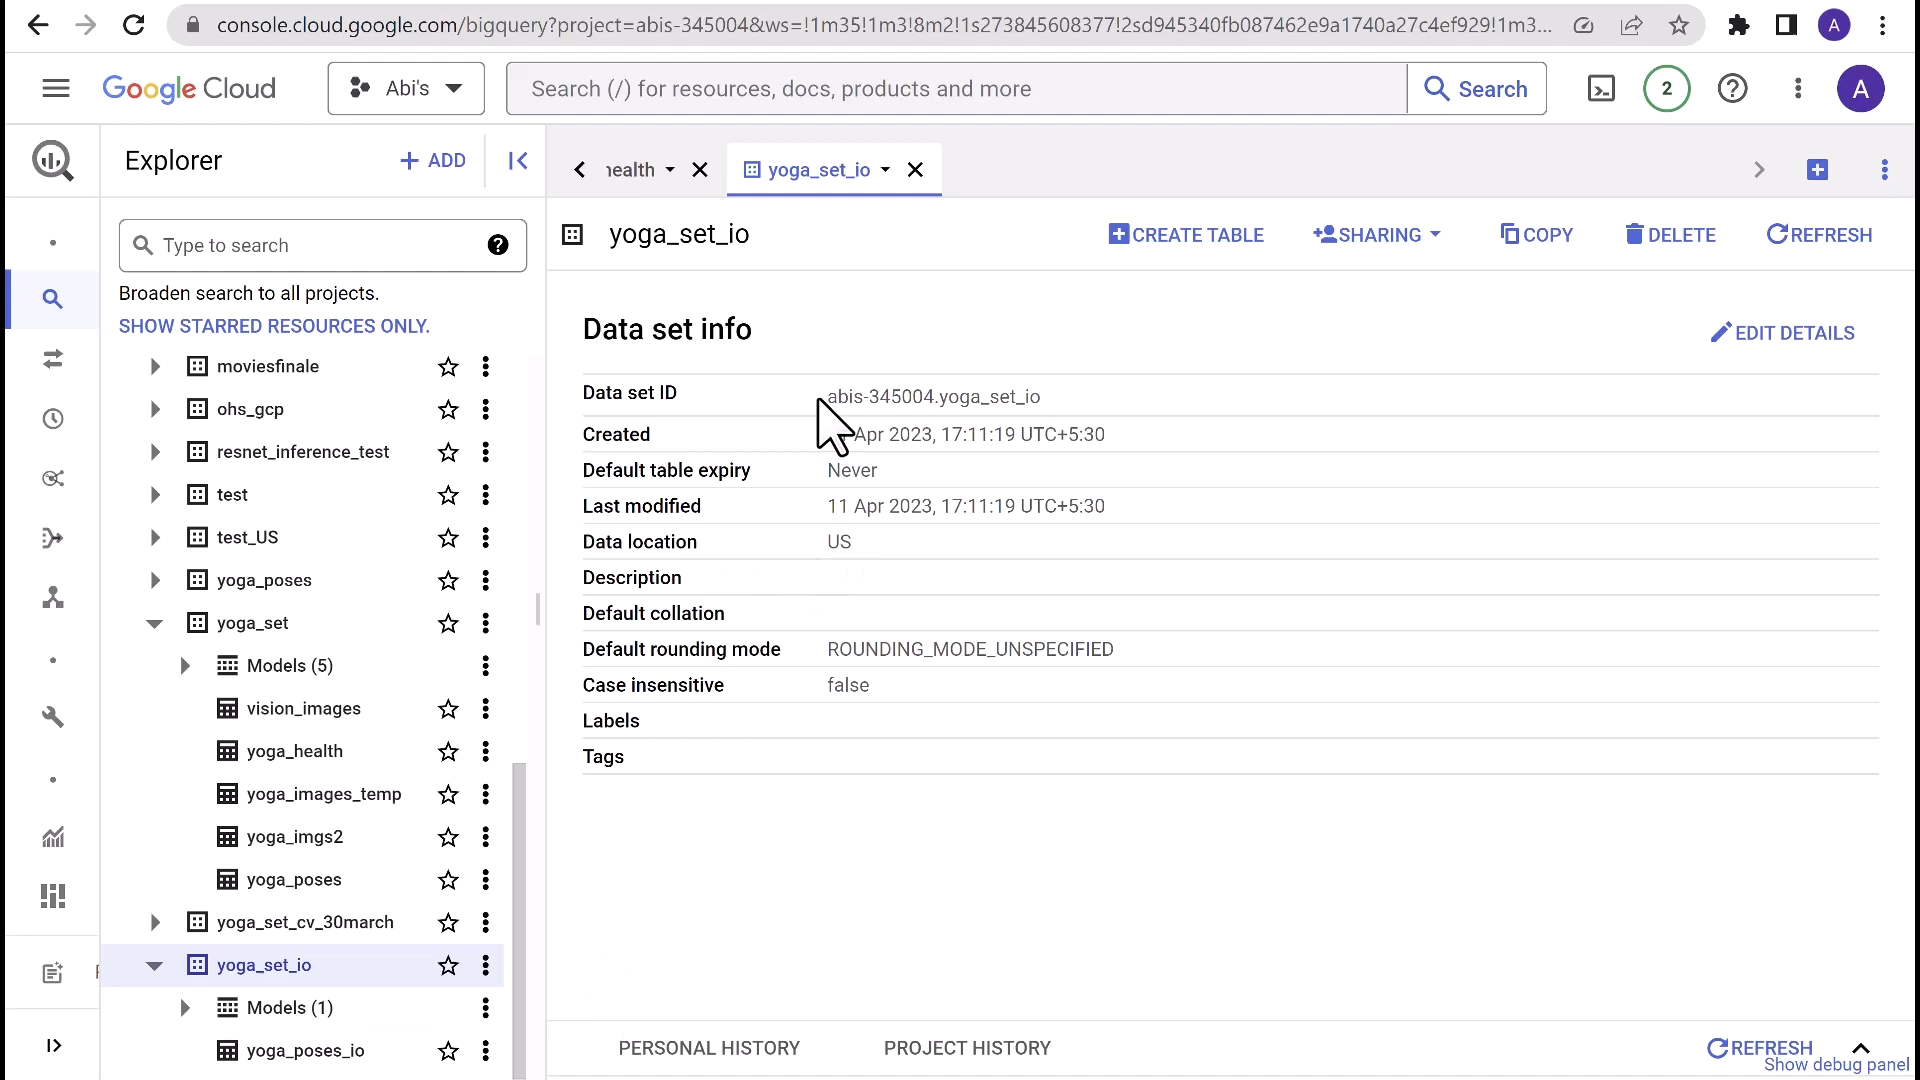 console.cloud.google.com/bigquery?project=abis-345004&ws=!1m35!1m3!8m2!1s273845608377!2sd945340fb087462e9a1740a27c4ef929!1m3...
A
Google Cloud
Abi's
Search (/) for resources, docs, products and more
Search
2
A
Explorer
+ ADD
health
yoga_set_io
Type to search
Broaden search to all projects.
SHOW STARRED RESOURCES ONLY.
moviesfinale
ohs_gcp
resnet_inference_test
test
test_US
yoga_poses
yoga_set
Models (5)
vision_images
yoga_health
yoga_images_temp
yoga_imgs2
yoga_poses
yoga_set_cv_30march
yoga_set_io
Models (1)
yoga_poses_io
yoga_set_io
CREATE TABLE
SHARING
COPY
DELETE
REFRESH
Data set info
EDIT DETAILS
Data set ID abis-345004.yoga_set_io
Created Apr 2023, 17:11:19 UTC+5:30
Default table expiry Never
Last modified 11 Apr 2023, 17:11:19 UTC+5:30
Data location US
Description
Default collation
Default rounding mode ROUNDING_MODE_UNSPECIFIED
Case insensitive false
Labels
Tags
PERSONAL HISTORY
PROJECT HISTORY
REFRESH
Show debug panel